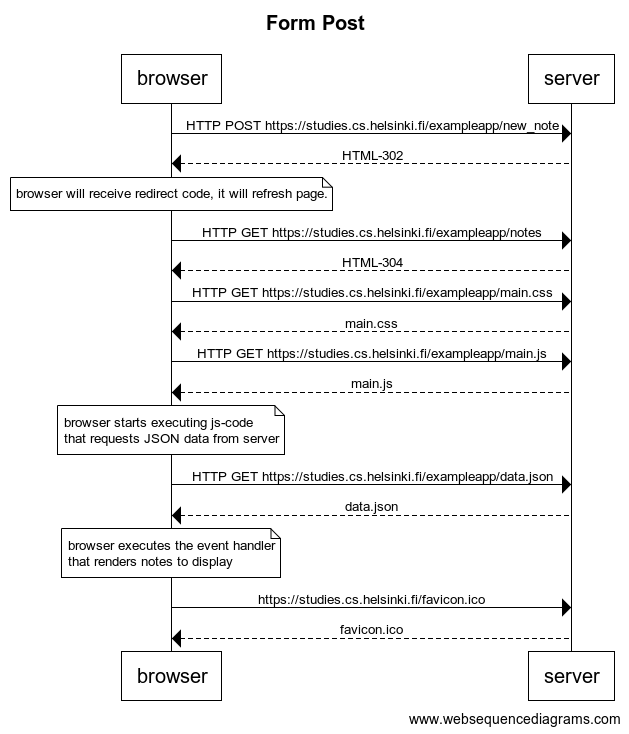 Form Post
browser
server
HTTP POST https://studies.cs.helsinki.fi/exampleapp/new_note
HTML-302
browser will receive redirect code, it will refresh page.
HTTP GET https://studies.cs.helsinki.fi/exampleapp/notes
HTML-304
HTTP GET https://studies.cs.helsinki.fi/exampleapp/main.css
main.css
HTTP GET https://studies.cs.helsinki.fi/exampleapp/main.js
main.js
browser starts executing js-code
that requests JSON data from server
HTTP GET https://studies.cs.helsinki.fi/exampleapp/data.json
data.json
browser executes the event handler
that renders notes to display
https://studies.cs.helsinki.fi/favicon.ico
favicon.ico
browser
server
www.websequencediagrams.com